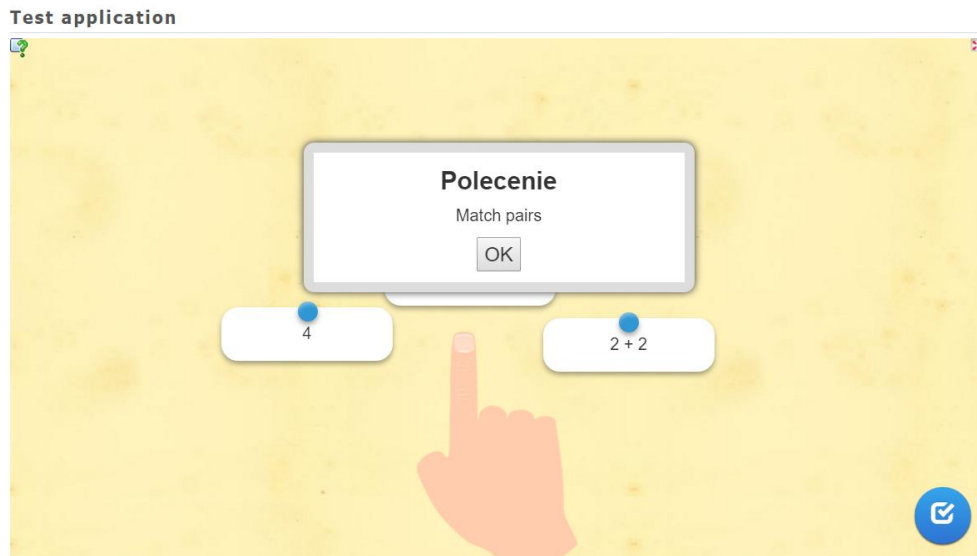 Test application
Polecenie
Match pairs
OK
4
2 + 2